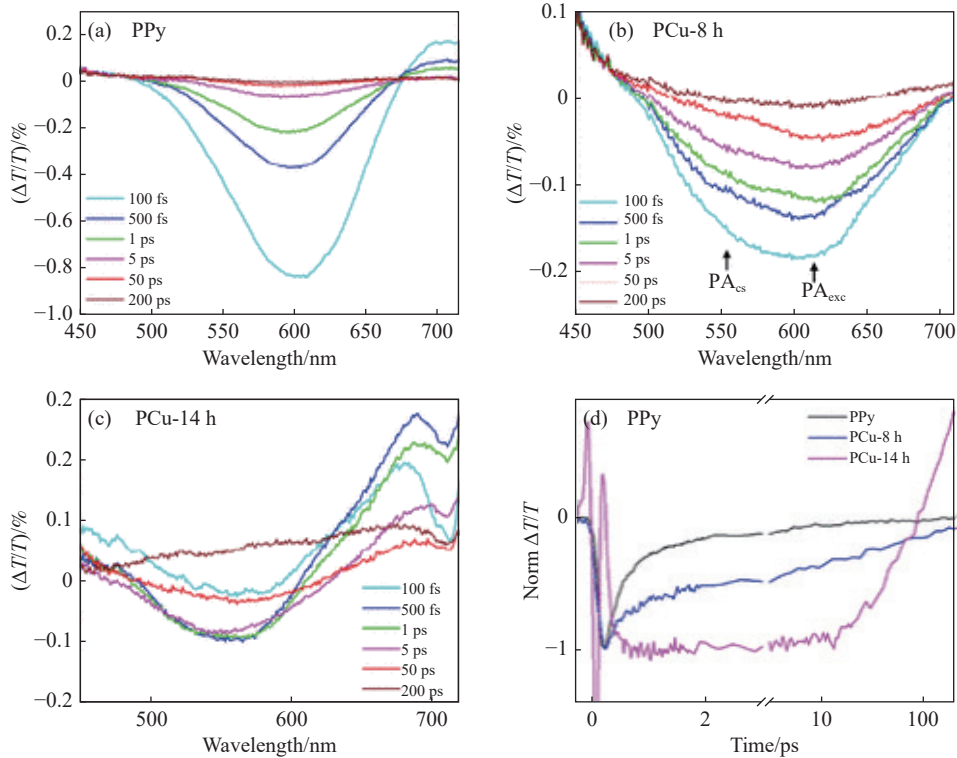 (a) PPy
0.2
0
−0.2
−0.4
−0.6
−0.8
−1.0
(ΔT/T)/%
100 fs
500 fs
1 ps
5 ps
50 ps
200 ps
450 500 550 600 650 700
Wavelength/nm
(b) PCu-8 h
0.1
0
−0.1
−0.2
(ΔT/T)/%
100 fs
500 fs
1 ps
5 ps
50 ps
200 ps
PAcs
PAexc
450 500 550 600 650 700
Wavelength/nm
(c) PCu-14 h
0.2
0.2
0.1
0
−0.1
−0.2
(ΔT/T)/%
100 fs
500 fs
1 ps
5 ps
50 ps
200 ps
500 600 700
Wavelength/nm
(d) PPy
PPy
PCu-8 h
PCu-14 h
0
−1
Norm ΔT/T
0 2 10 100
Time/ps